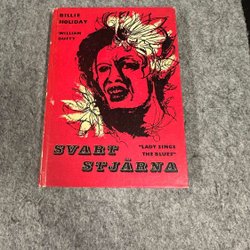 BILLIE
HOLIDAY
WILLIAM
DUFTY
SVART
STJÄRNA
"LADY SINGS
THE BLUES"